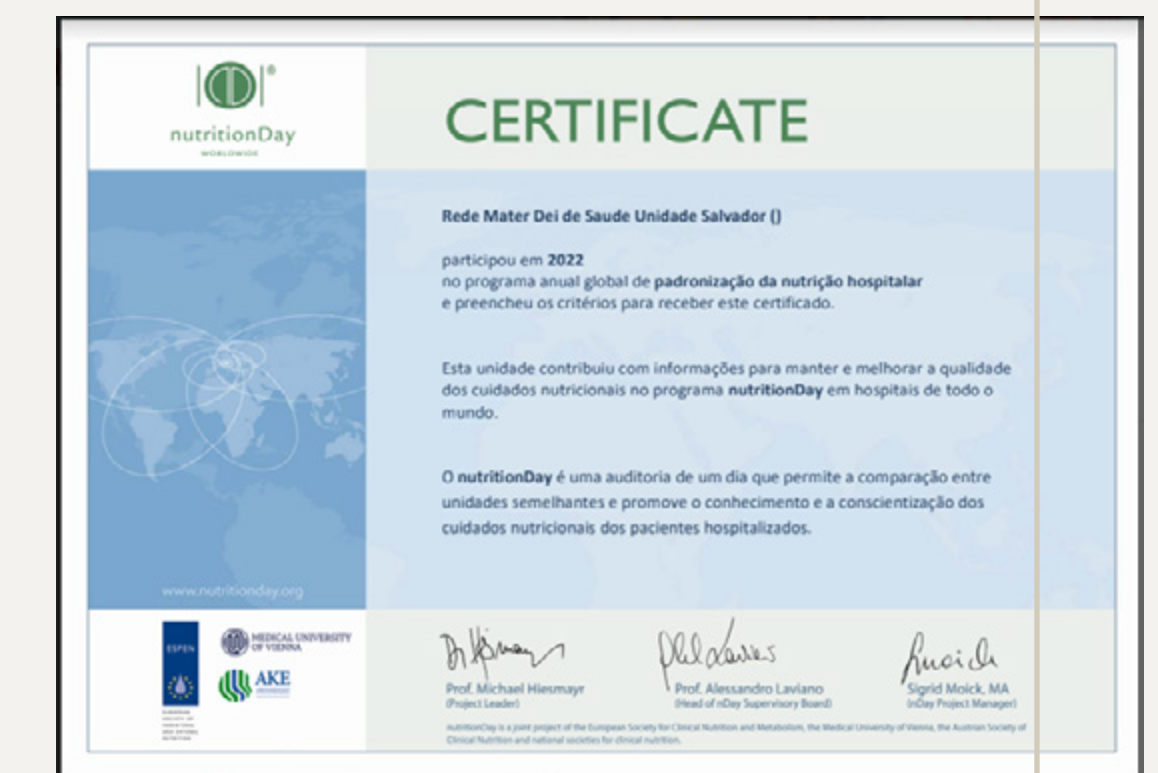 nutritionDay
WORLDWIDE
CERTIFICATE
Rede Mater Dei de Saude Unidade Salvador ()
participou em 2022
no programa anual global de padronização da nutrição hospitalar
e preencheu os critérios para receber este certificado.
Esta unidade contribuiu com informações para manter e melhorar a qualidade
dos cuidados nutricionais no programa nutritionDay em hospitais de todo o
mundo.
O nutritionDay é uma auditoria de um dia que permite a comparação entre
unidades semelhantes e promove o conhecimento e a conscientização dos
cuidados nutricionais dos pacientes hospitalizados.
www.nutritionday.org
ESPEN
MEDICAL UNIVERSITY
OF VIENNA
AKE
Prof. Michael Hiesmayr
(Project Leader)
Prof. Alessandro Laviano
(Head of nDay Supervisory Board)
Sigrid Moick, MA
(nDay Project Manager)
nutritionDay is a joint project of the European Society for Clinical Nutrition and Metabolism, the Medical University of Vienna, the Austrian Society of
Clinical Nutrition and national societies for clinical nutrition.